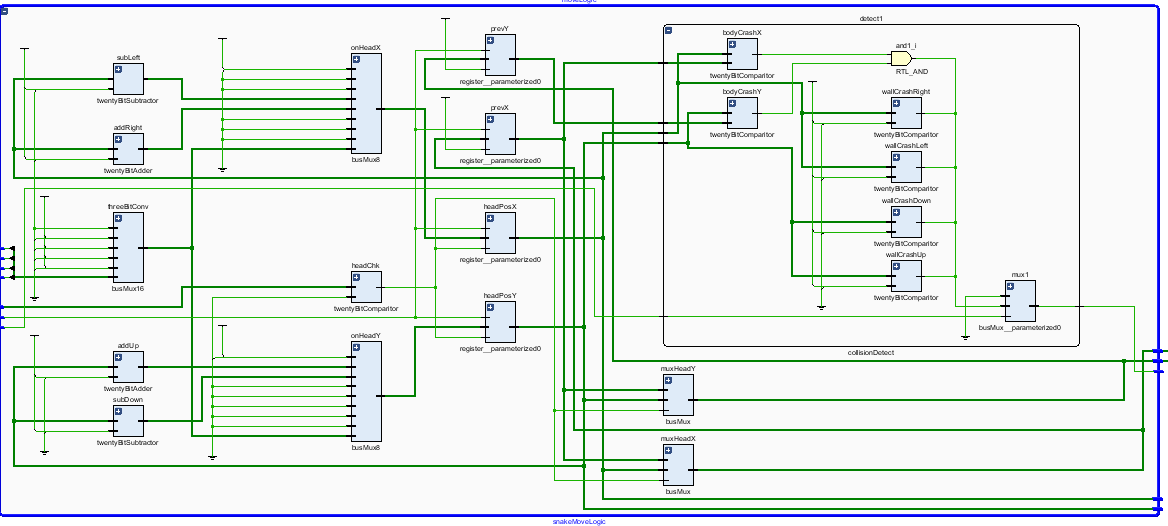 moveLogic
detect1
prevY
register__parameterized0
bodyCrashX
twentyBitComparitor
and1_i
RTL_AND
onHeadX
busMux8
subLeft
twentyBitSubtractor
prevX
register__parameterized0
bodyCrashY
twentyBitComparitor
wallCrashRight
twentyBitComparitor
addRight
twentyBitAdder
wallCrashLeft
twentyBitComparitor
threeBitConv
busMux16
headPosX
register__parameterized0
wallCrashDown
twentyBitComparitor
headChk
twentyBitComparitor
wallCrashUp
twentyBitComparitor
headPosY
register__parameterized0
mux1
busMux__parameterized0
onHeadY
busMux8
addUp
twentyBitAdder
collisionDetect
muxHeadY
busMux
subDown
twentyBitSubtractor
muxHeadX
busMux
snakeMoveLogic